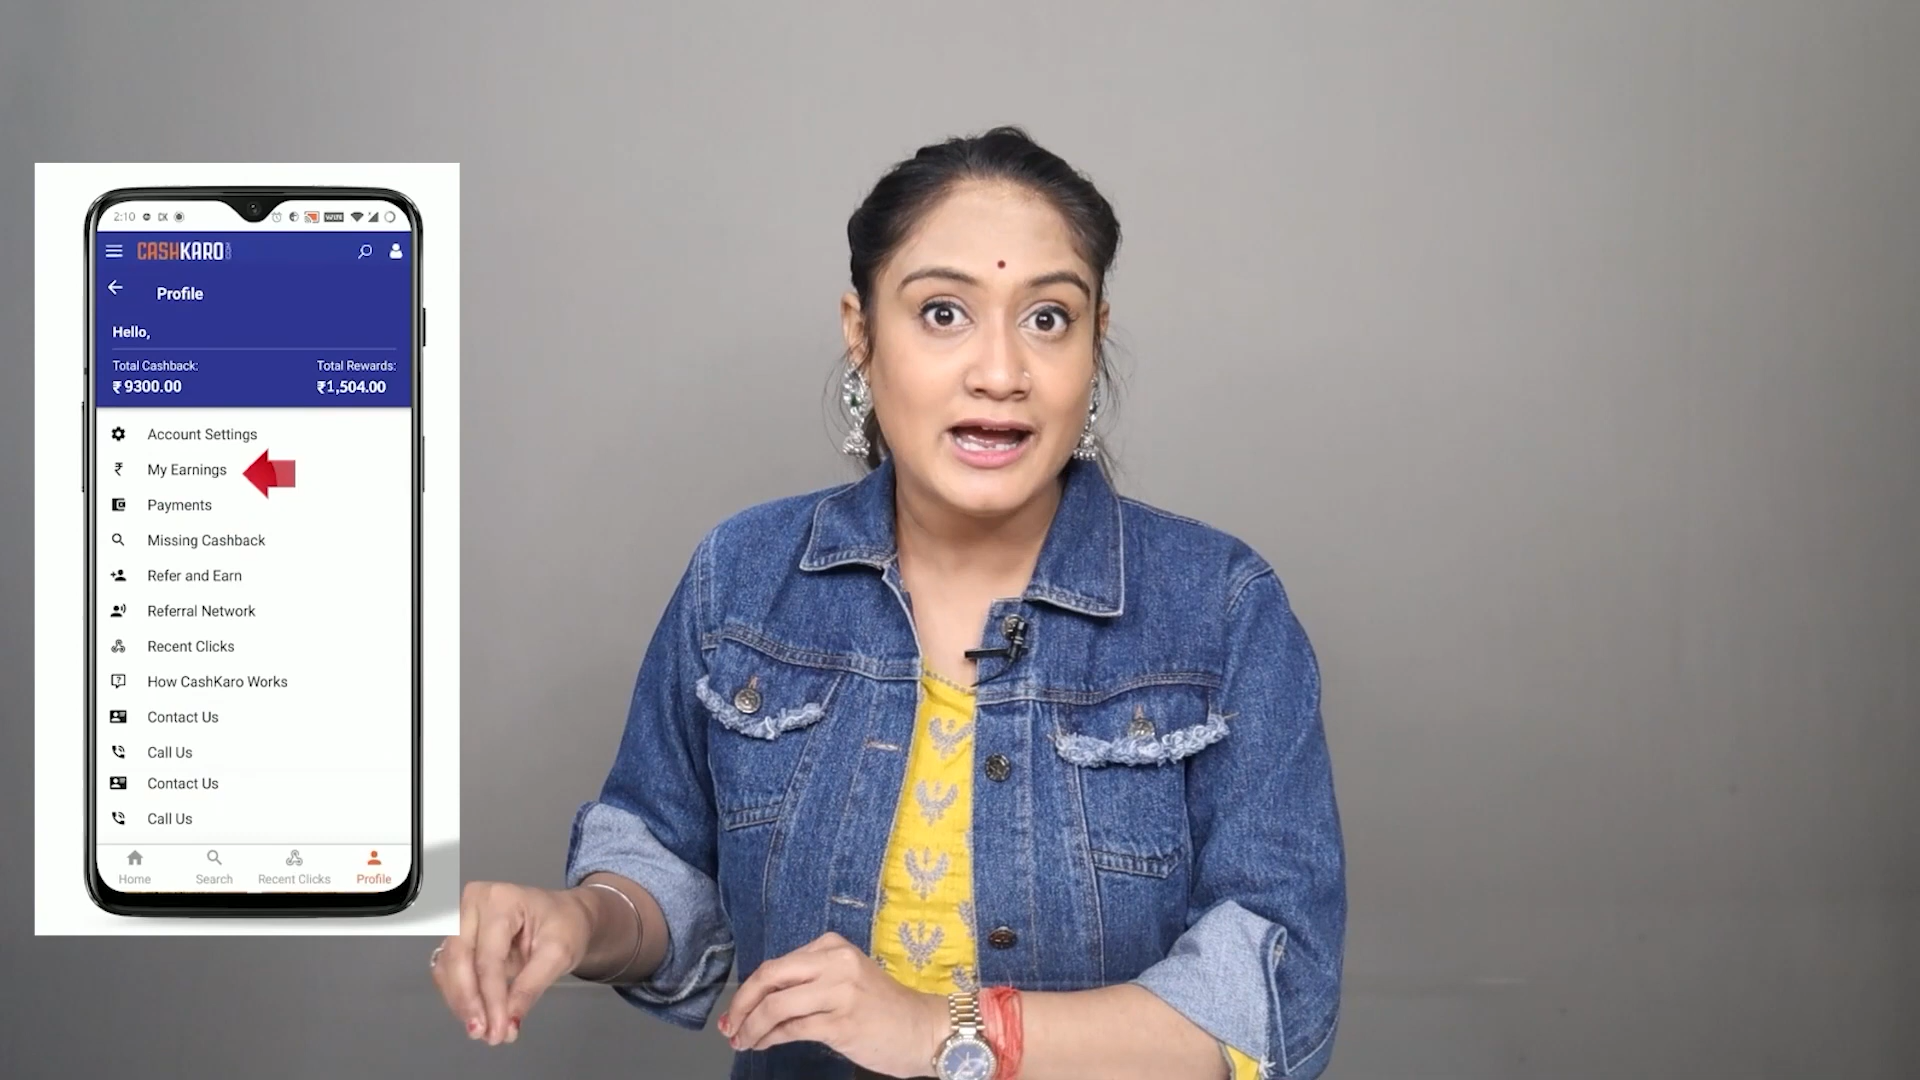 2:10
CASHKARO
Profile
Hello,
Total Cashback: Total Rewards:
₹9300.00 ₹1,504.00
Account Settings
My Earnings
Payments
Missing Cashback
Refer and Earn
Referral Network
Recent Clicks
How CashKaro Works
Contact Us
Call Us
Contact Us
Call Us
Home Search Recent Clicks Profile